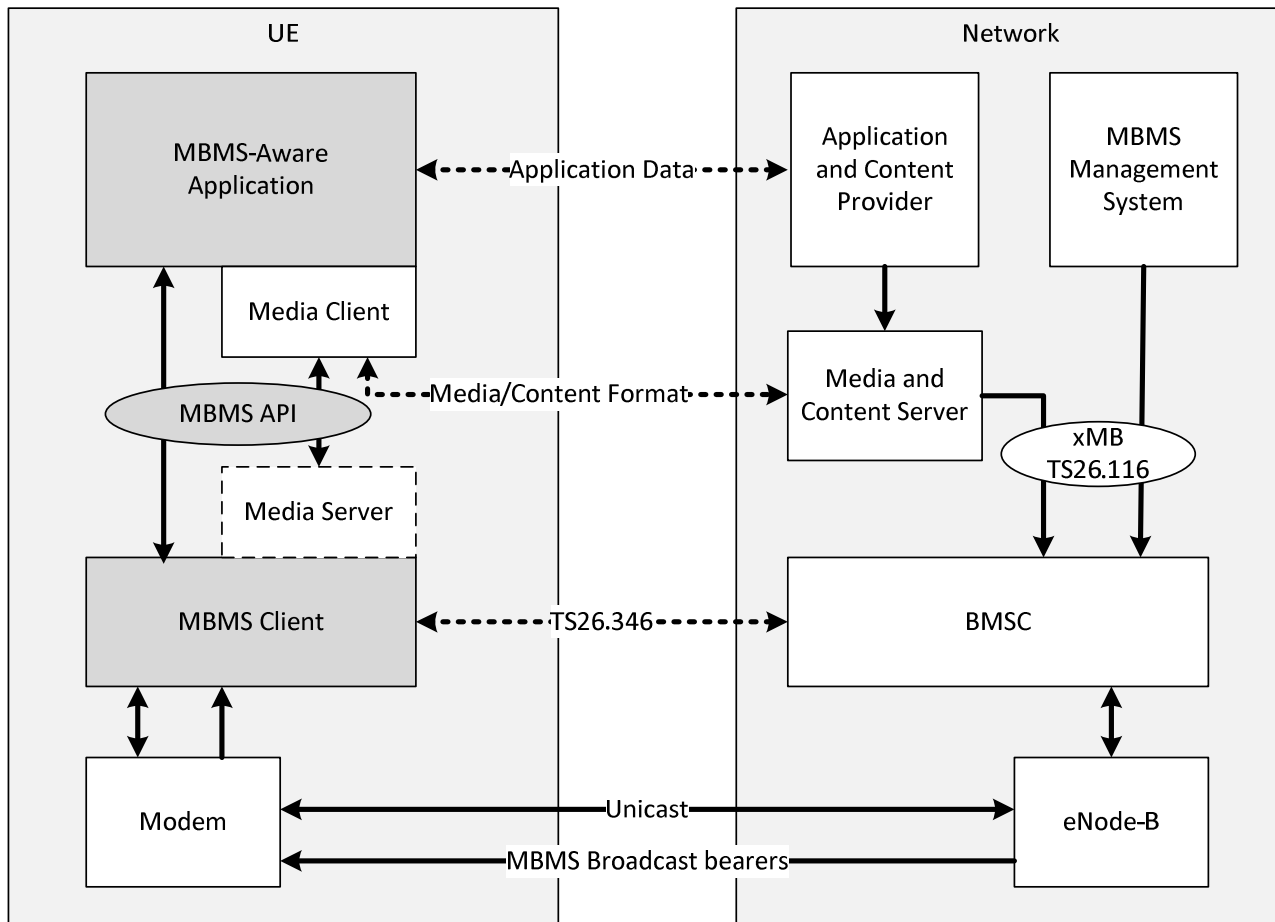 UE
Network
MBMS-Aware
Application
Application Data
Application
and Content
Provider
MBMS
Management
System
Media Client
Media/Content Format
Media and
Content Server
MBMS API
xMB
TS26.116
Media Server
MBMS Client
TS26.346
BMSC
Modem
Unicast
eNode-B
MBMS Broadcast bearers